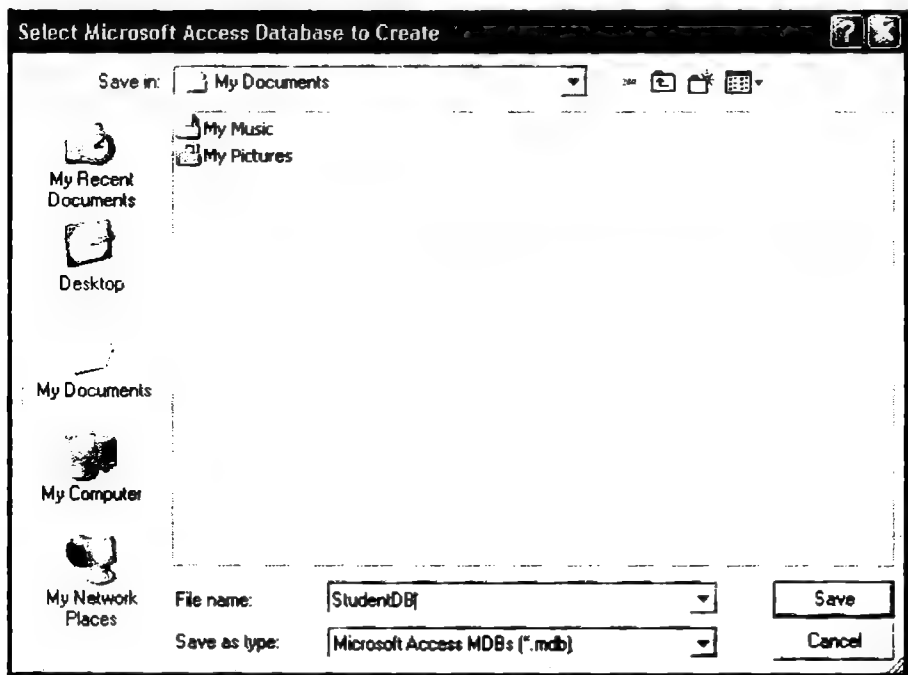 Select Microsoft Access Database to Create
Save in: My Documents
My Music
My Pictures
My Recent
Documents
Desktop
My Documents
My Computer
My Network
Places
File name: StudentDB
Save
Save as type: Microsoft Access MDBs (*.mdb)
Cancel